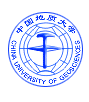 中国地质大学
CHINA UNIVERSITY OF GEOSCIENCES